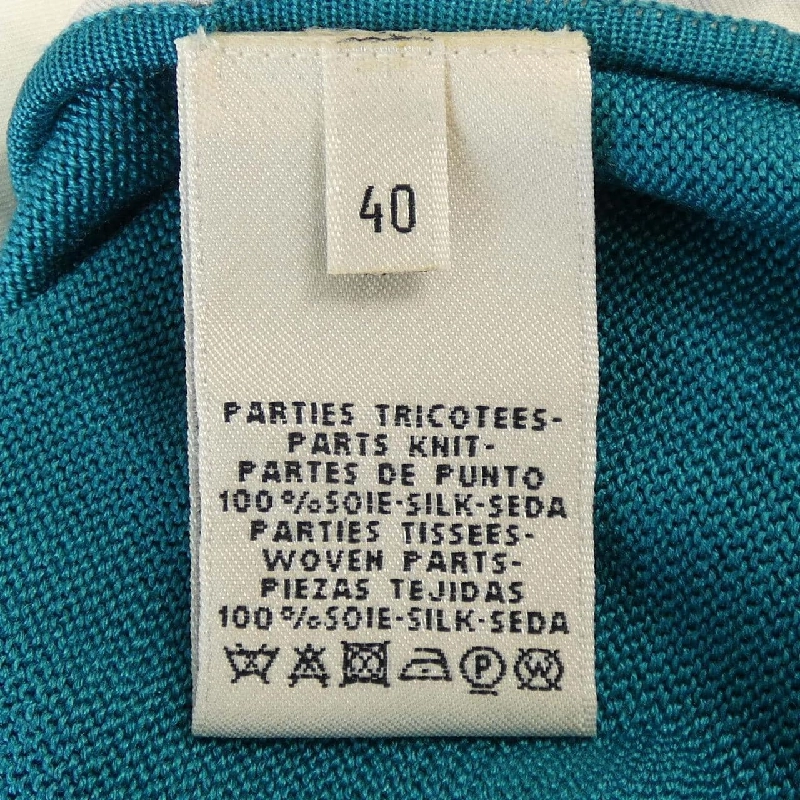 40
PARTIES TRICOTEES-
PARTS KNIT-
PARTES DE PUNTO
100%SOIE-SILK-SEDA
PARTIES TISSEES-
WOVEN PARTS-
PIEZAS TEJIDAS
100%SOIE-SILK-SEDA
P W